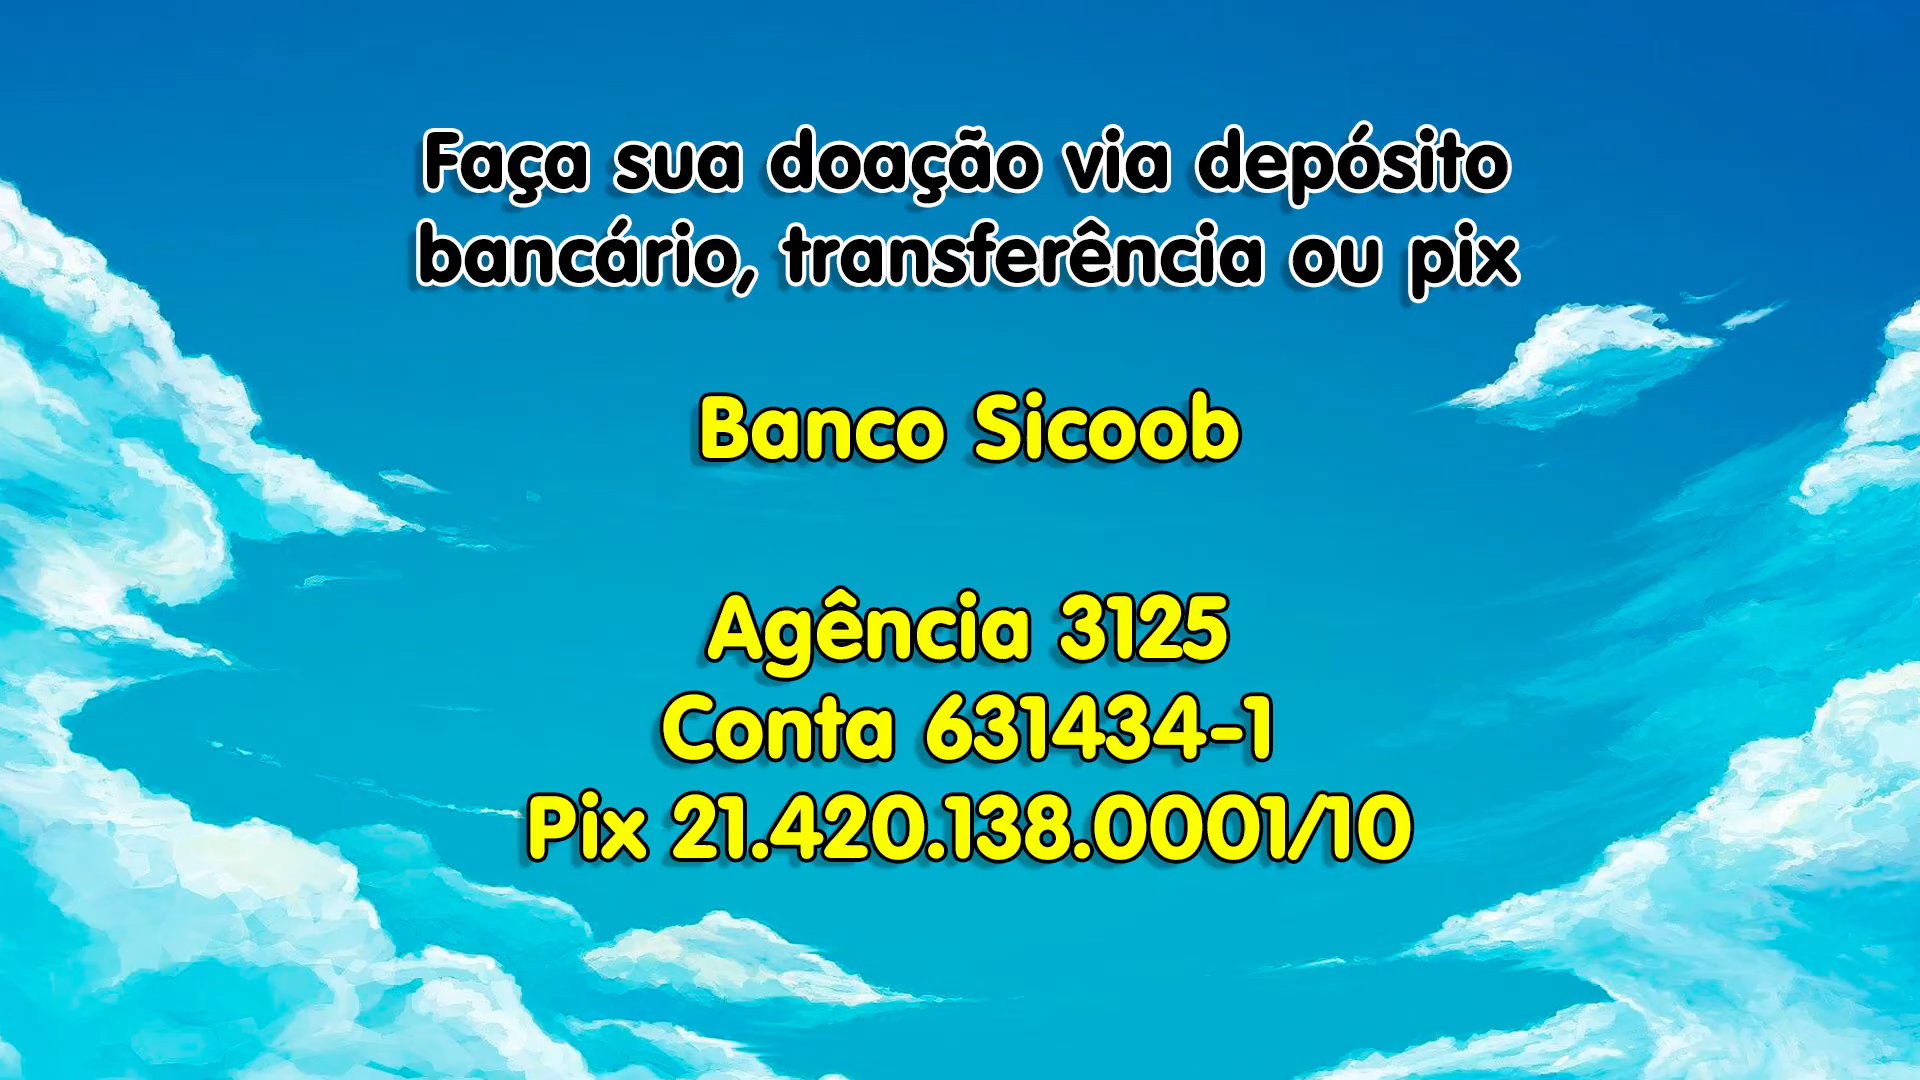 Faça sua doação via depósito
bancário, transferência ou pix
Banco Sicoob
Agência 3125
Conta 631434-1
Pix 21.420.138.0001/10